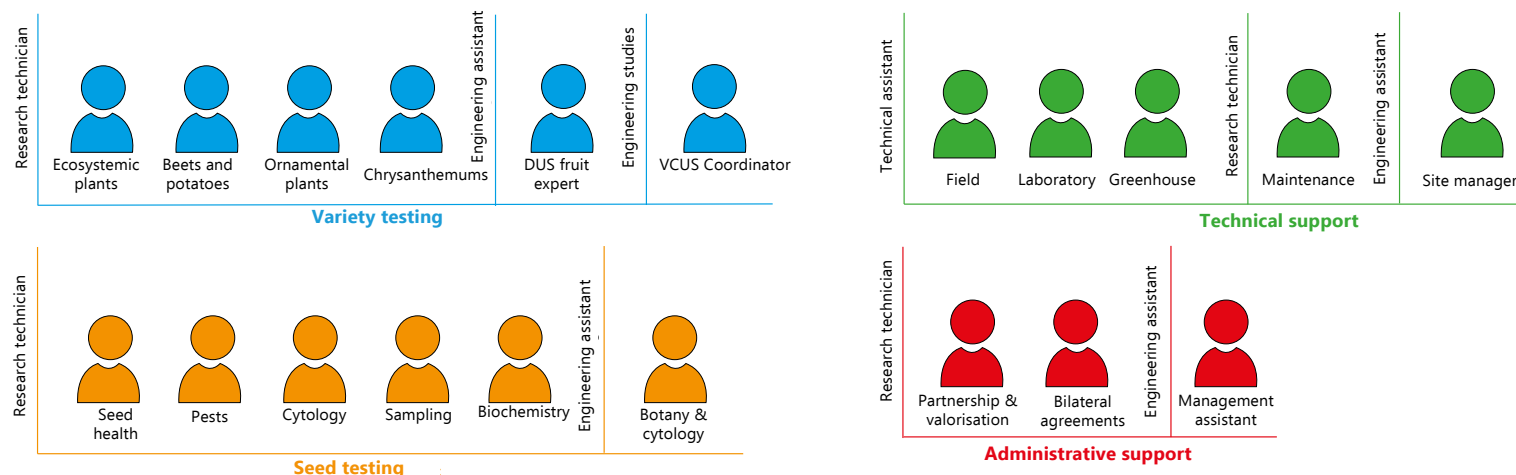 Research technician
Ecosystemic
plants
Beets and
potatoes
Ornamental
plants
Chrysanthemums
Engineering assistant
DUS fruit
expert
Engineering studies
VCUS Coordinator
Variety testing
Technical assistant
Field
Laboratory
Greenhouse
Research technician
Maintenance
Engineering assistant
Site manager
Technical support
Research technician
Seed
health
Pests
Cytology
Sampling
Biochemistry
Engineering assistant
Botany &
cytology
Seed testing
Research technician
Partnership &
valorisation
Bilateral
agreements
Engineering assistant
Management
assistant
Administrative support